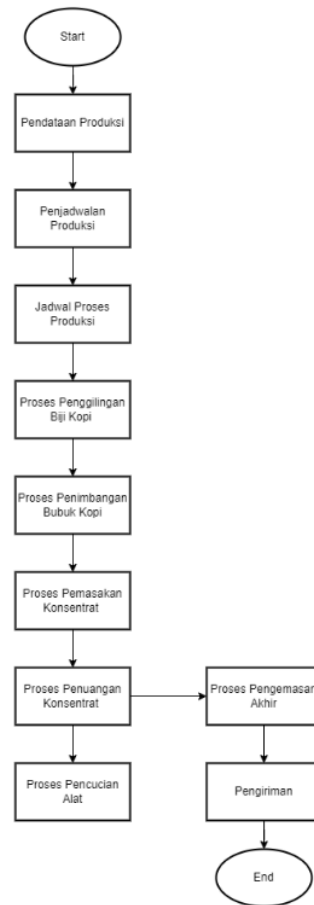 Start
Pendataan Produksi
Penjadwalan
Produksi
Jadwal Proses
Produksi
Proses Penggilingan
Biji Kopi
Proses Penimbangan
Bubuk Kopi
Proses Pemasakan
Konsentrat
Proses Penuangan
Konsentrat
Proses Pengemasan
Akhir
Proses Pencucian
Alat
Pengiriman
End